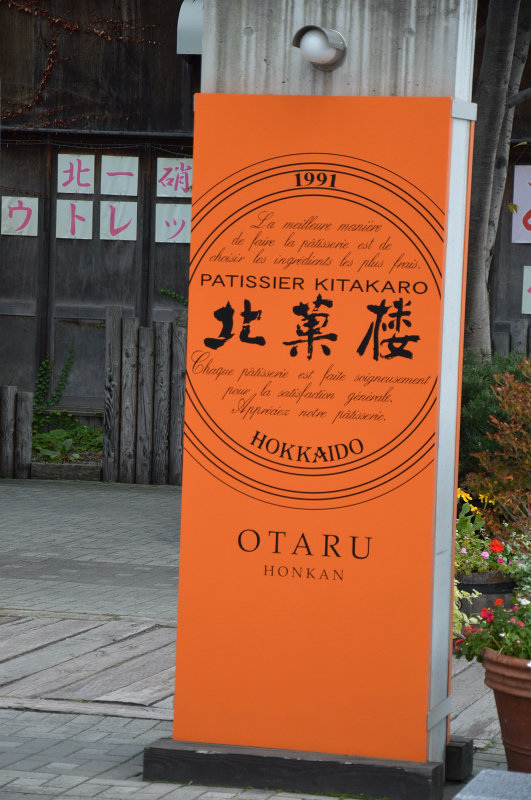 1991
La meilleure manière
de faire la pâtisserie est de
choisir les ingrédients les plus frais.
PATISSIER KITAKARO
北菓楼
Chaque pâtisserie est faite soigneusement
pour la satisfaction générale.
Appréciez notre pâtisserie.
HOKKAIDO
OTARU
HONKAN
北一硝
ウトレッ